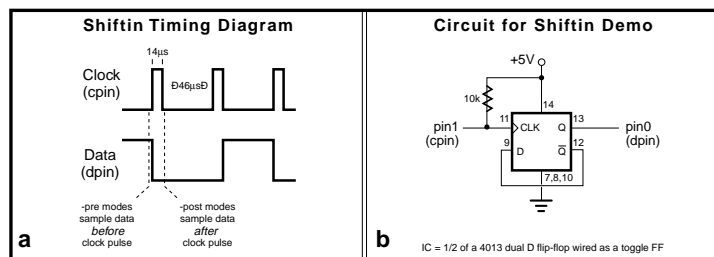 Shiftin Timing Diagram
14µs
Clock
(cpin)
Ð46µsÐ
Data
(dpin)
-pre modes
sample data
before
clock pulse
-post modes
sample data
after
clock pulse
a
Circuit for Shiftin Demo
+5V
10k
14
pin1
(cpin)
11
CLK
Q
13
pin0
(dpin)
9
D
Q
12
7,8,10
b
IC = 1/2 of a 4013 dual D flip-flop wired as a toggle FF